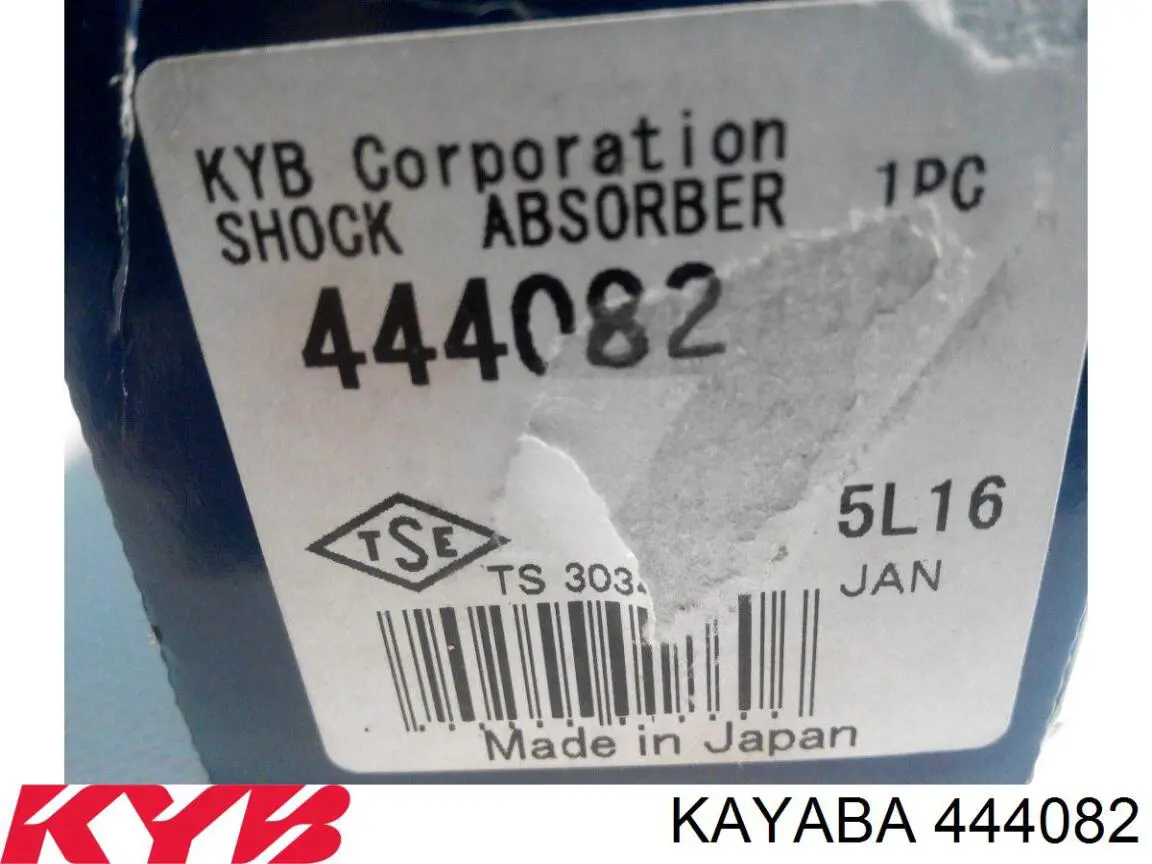 KYB Corporation
SHOCK ABSORBER 1PC
444082
TSE
TS 303
5L16
JAN
Made in Japan
KYB
KAYABA 444082